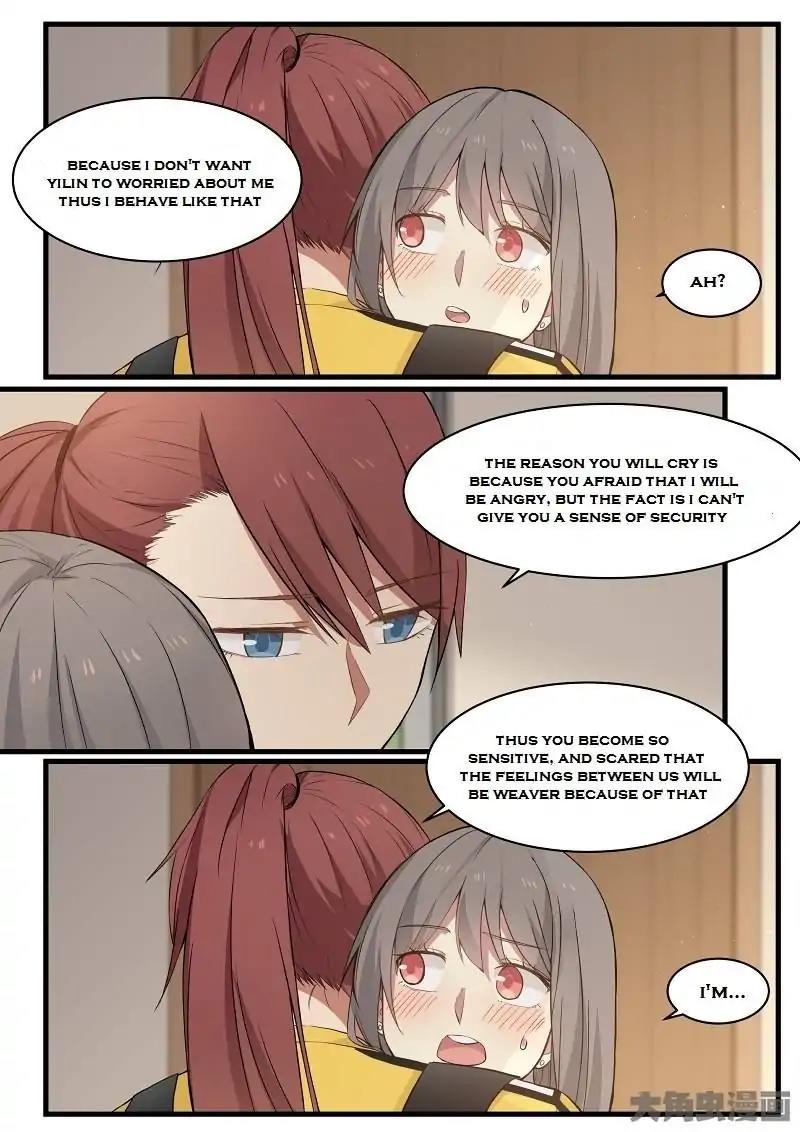 BECAUSE I DON'T WANT
YILIN TO WORRIED ABOUT ME
THUS I BEHAVE LIKE THAT
AH?
THE REASON YOU WILL CRY IS
BECAUSE YOU AFRAID THAT I WILL
BE ANGRY, BUT THE FACT IS I CAN'T
GIVE YOU A SENSE OF SECURITY
THUS YOU BECOME SO
SENSITIVE, AND SCARED THAT
THE FEELINGS BETWEEN US WILL
BE WEAVER BECAUSE OF THAT
I'M...
大角虫漫画